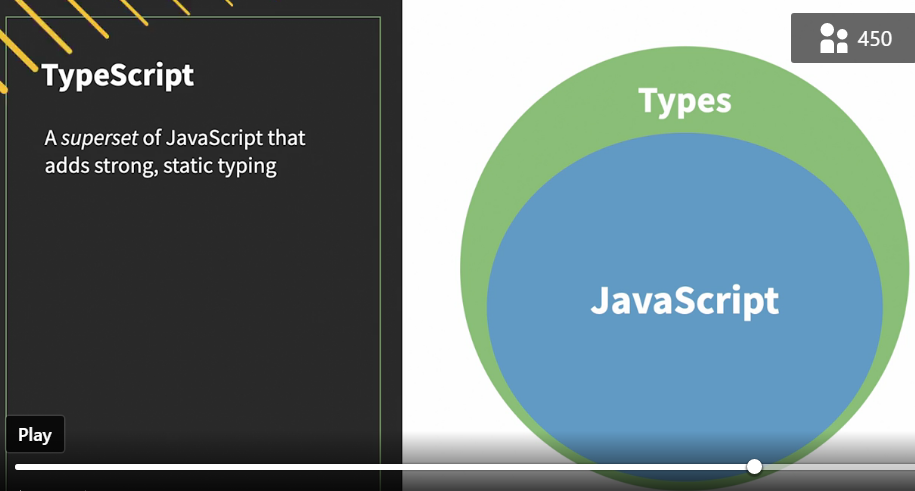 TypeScript
A superset of JavaScript that
adds strong, static typing
Types
JavaScript
450
Play